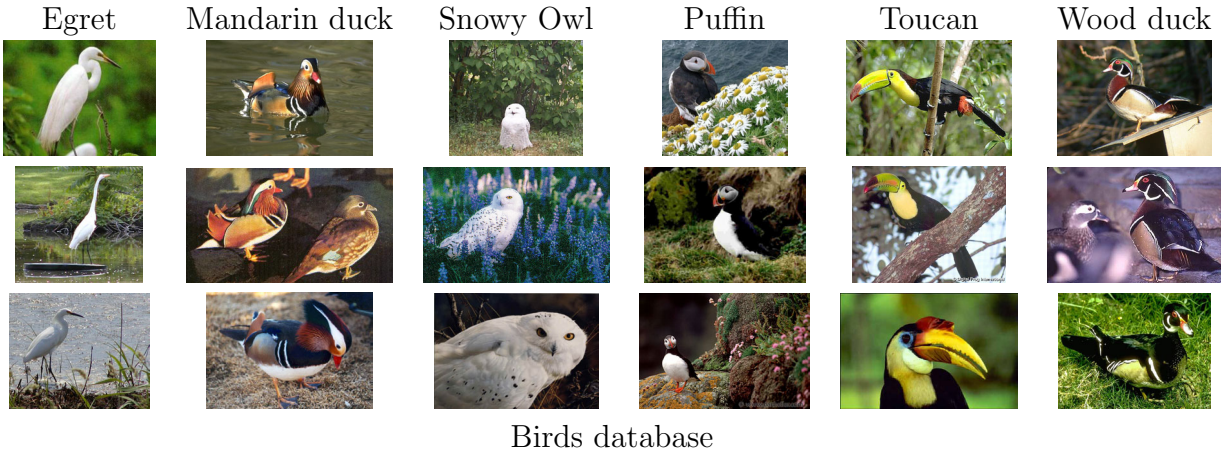 Egret Mandarin duck Snowy Owl Puffin Toucan Wood duck
Birds database